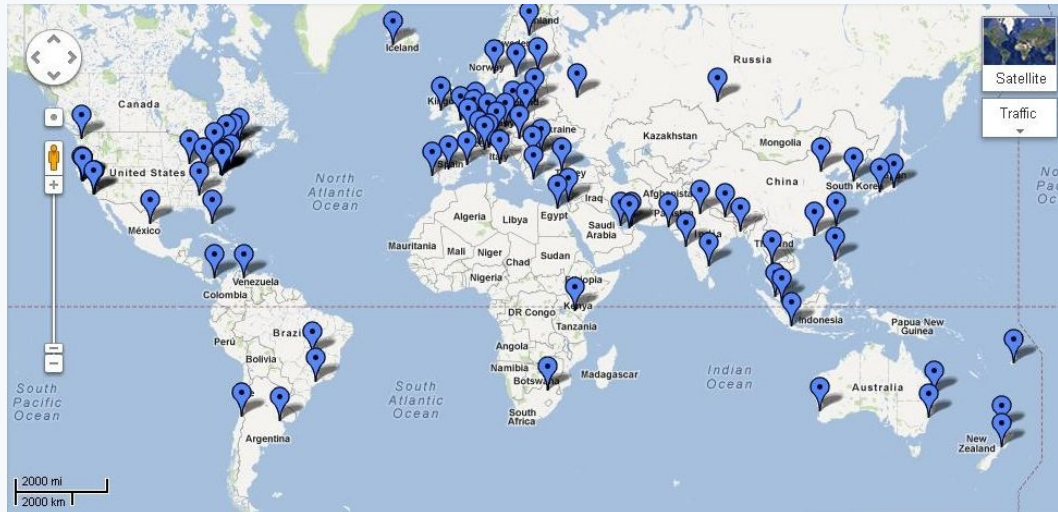 Iceland
Russia
Satellite
Norway
Canada
Traffic
Kazakhstan
Mongolia
United States
Italy
Spain
China
North
Atlantic
Ocean
South Korea
Iraq
Algeria
Libya
Egypt
Saudi
Arabia
México
Mauritania
Mali
Niger
Chad
Sudan
Nigeria
Venezuela
Colombia
Kenya
DR Congo
Indonesia
Papua New
Guinea
Tanzania
Perú
Angola
Bolivia
Namibia
Madagascar
Botswana
South
Pacific
Ocean
South
Atlantic
Ocean
Indian
Ocean
Australia
South
Africa
Argentina
New
Zealand
2000 mi
2000 km